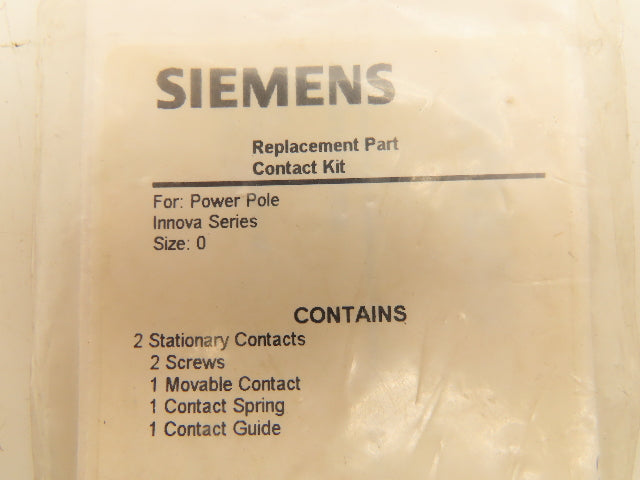 SIEMENS
Replacement Part
Contact Kit
For: Power Pole
Innova Series
Size: 0
CONTAINS
2 Stationary Contacts
2 Screws
1 Movable Contact
1 Contact Spring
1 Contact Guide